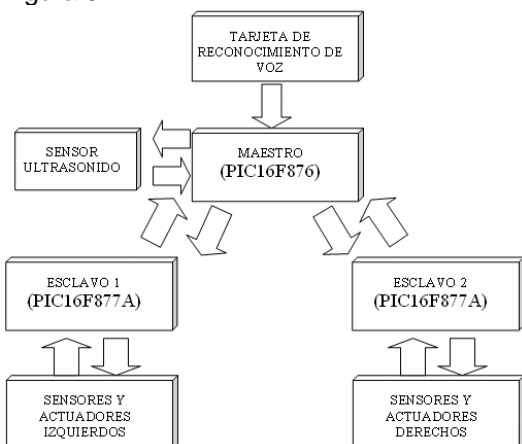 TARJETA DE
RECONOCIMIENTO DE
VOZ
SENSOR
ULTRASONIDO
MAESTRO
(PIC16F876)
ESCLAVO 1
(PIC16F877A)
ESCLAVO 2
(PIC16F877A)
SENSORES Y
ACTUADORES
IZQUIERDOS
SENSORES Y
ACTUADORES
DERECHOS